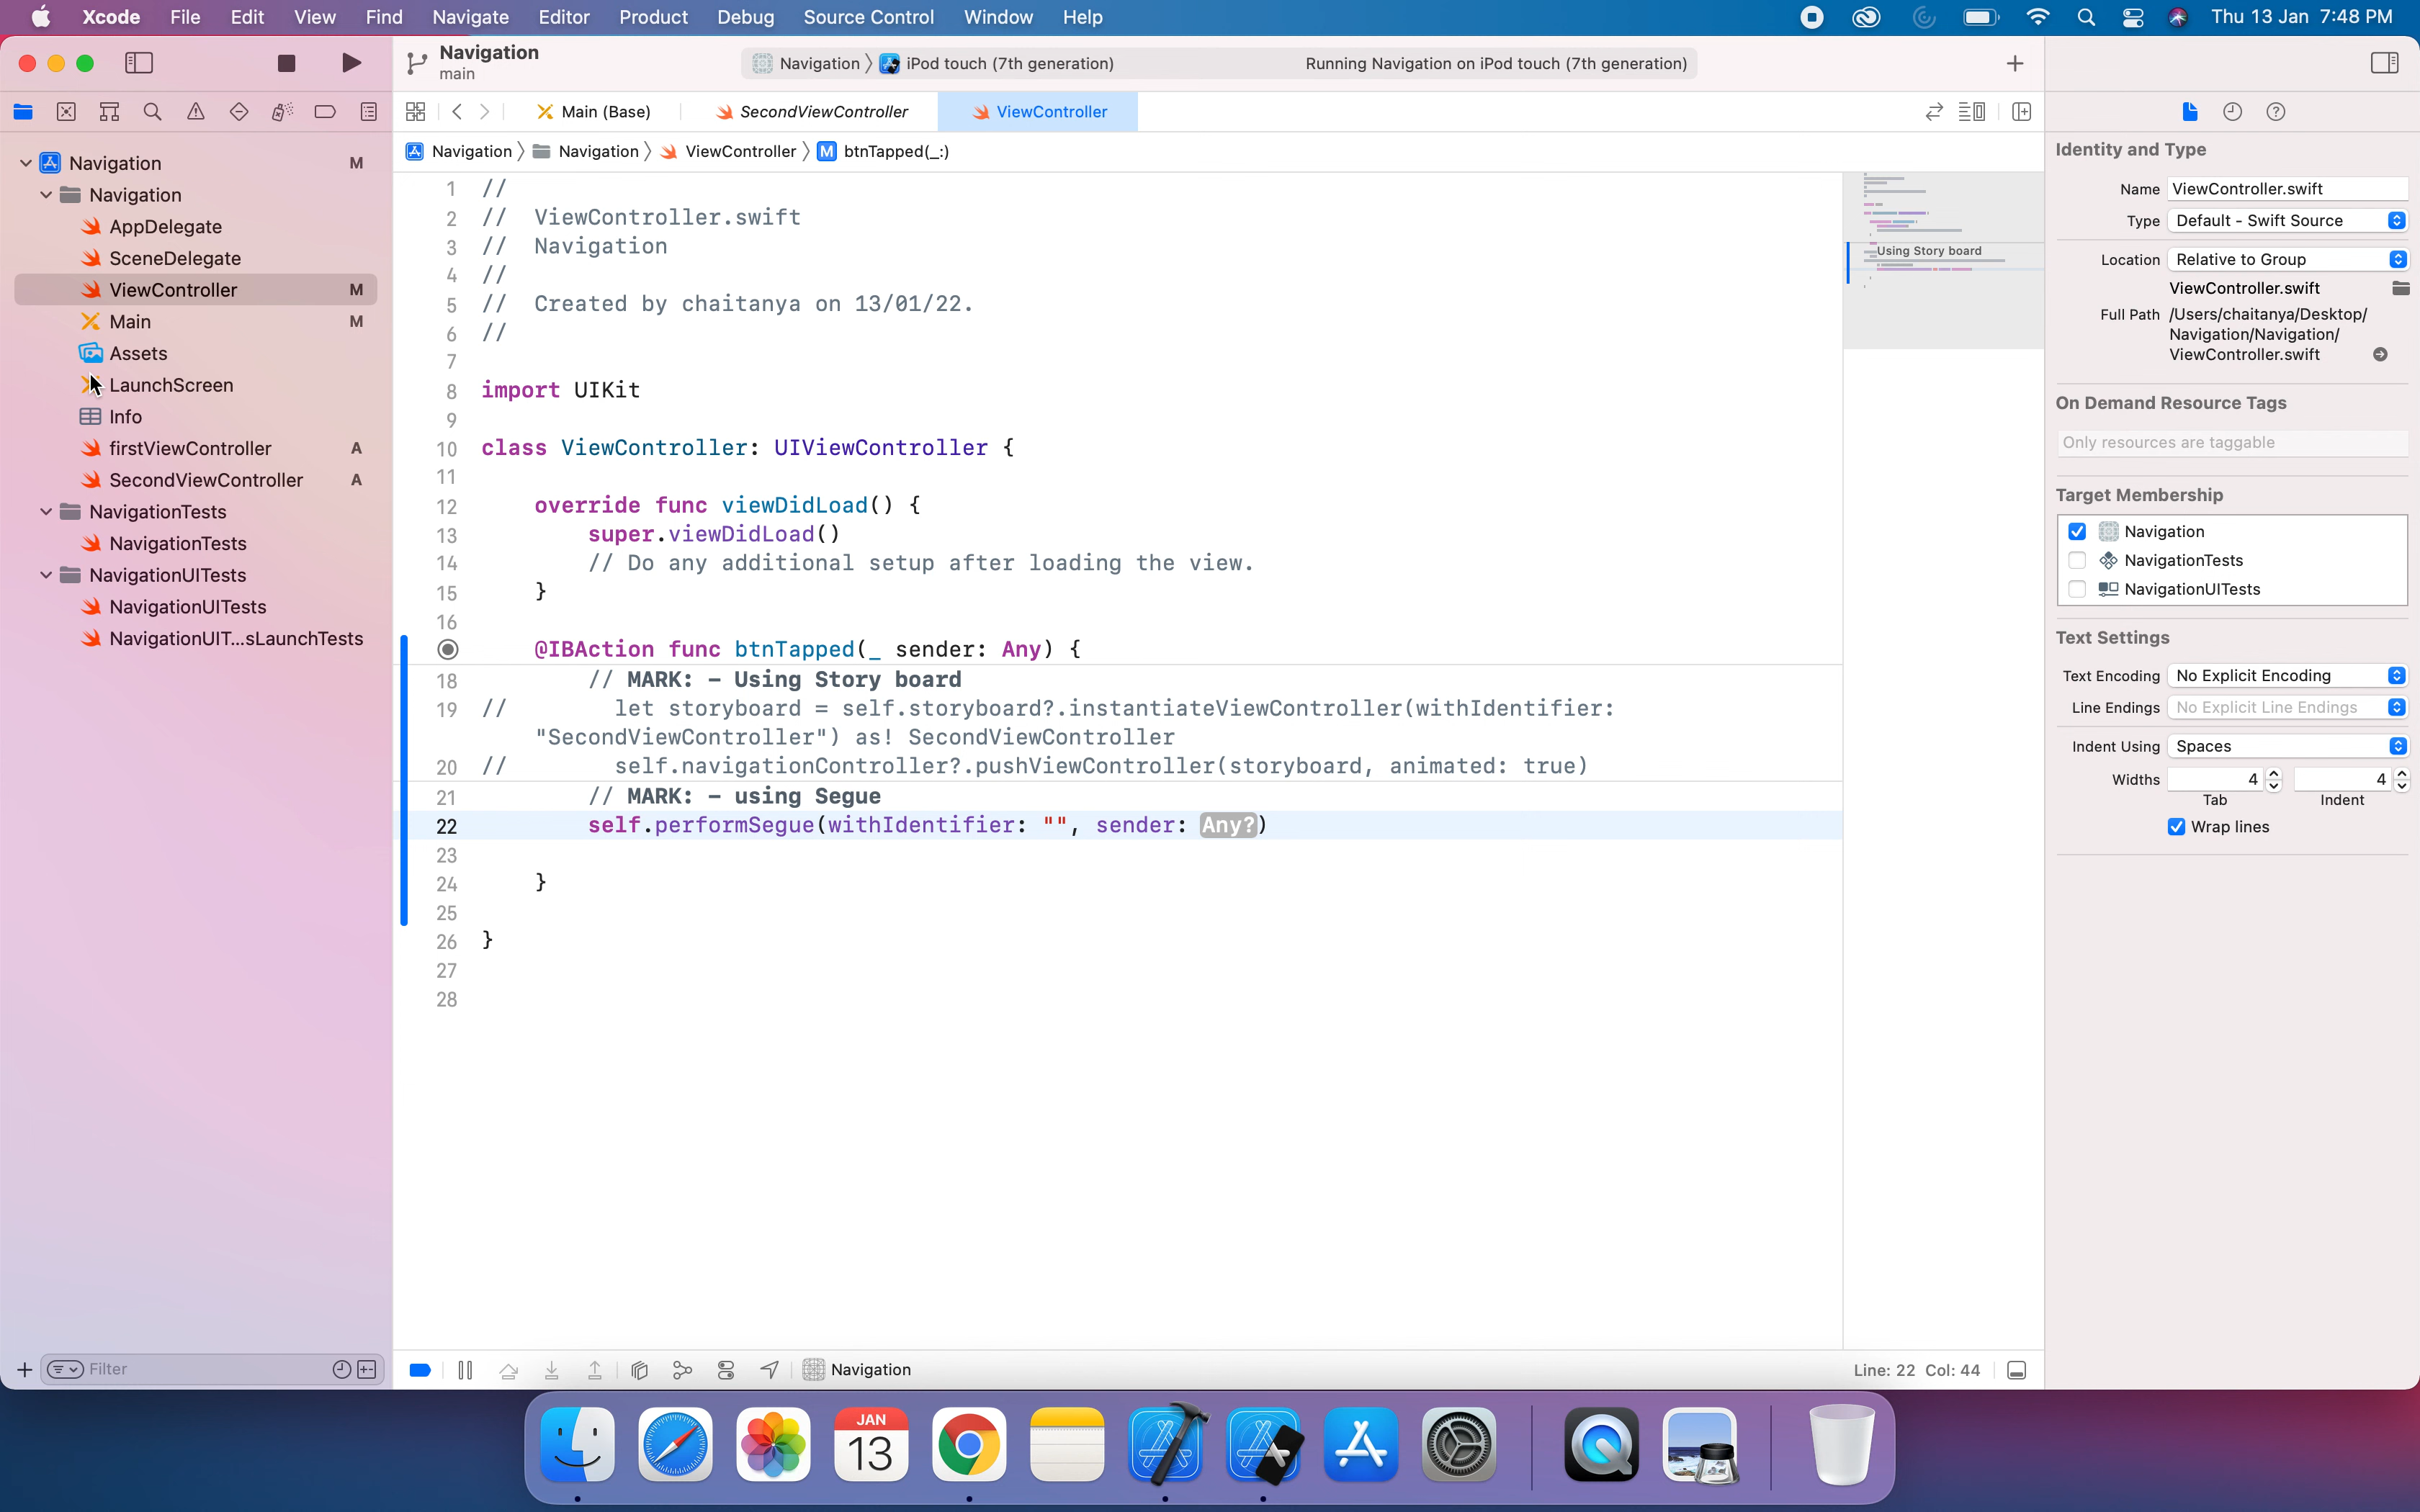 Xcode File Edit View Find Navigate Editor Product Debug Source Control Window Help Thu 13 Jan 7:48 PM
Navigation
main
Navigation iPod touch (7th generation) Running Navigation on iPod touch (7th generation)
Main (Base) SecondViewController ViewController
Navigation Navigation ViewController M btnTapped(_:)
Navigation M
Navigation
AppDelegate
SceneDelegate
ViewController M
Main M
Assets
LaunchScreen
Info
firstViewController A
SecondViewController A
NavigationTests
NavigationTests
NavigationUITests
NavigationUITests
NavigationUIT...sLaunchTests
Filter
1 //
2 // ViewController.swift
3 // Navigation
4 //
5 // Created by chaitanya on 13/01/22.
6 //
7
8 import UIKit
9
10 class ViewController: UIViewController {
11
12 override func viewDidLoad() {
13 super.viewDidLoad()
14 // Do any additional setup after loading the view.
15 }
16
@IBAction func btnTapped(_ sender: Any) {
18 // MARK: - Using Story board
19 // let storyboard = self.storyboard?.instantiateViewController(withIdentifier:
"SecondViewController") as! SecondViewController
20 // self.navigationController?.pushViewController(storyboard, animated: true)
21 // MARK: - using Segue
22 self.performSegue(withIdentifier: "", sender: Any?)
23
24 }
25
26 }
27
28
Using Story board
Navigation
Line: 22 Col: 44
Identity and Type
Name ViewController.swift
Type Default - Swift Source
Location Relative to Group
ViewController.swift
Full Path /Users/chaitanya/Desktop/
Navigation/Navigation/
ViewController.swift
On Demand Resource Tags
Only resources are taggable
Target Membership
Navigation
NavigationTests
NavigationUITests
Text Settings
Text Encoding No Explicit Encoding
Line Endings No Explicit Line Endings
Indent Using Spaces
Widths 4 4
Tab Indent
Wrap lines
JAN
13